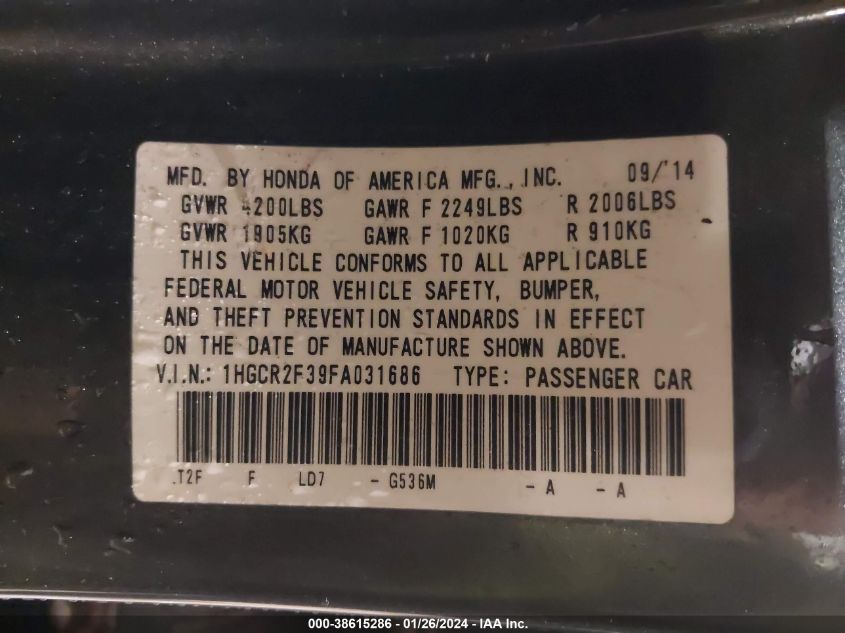 MFD. BY HONDA OF AMERICA MFG., INC. 09/14
GVWR 4200LBS GAWR F 2249LBS R 2006LBS
GVWR 1905KG GAWR F 1020KG R 910KG
THIS VEHICLE CONFORMS TO ALL APPLICABLE
FEDERAL MOTOR VEHICLE SAFETY, BUMPER,
AND THEFT PREVENTION STANDARDS IN EFFECT
ON THE DATE OF MANUFACTURE SHOWN ABOVE.
V.I.N.: 1HGCR2F39FA031686 TYPE: PASSENGER CAR
T2F F LD7 - G536M - A - A
000-38615286 - 01/26/2024 - IAA Inc.